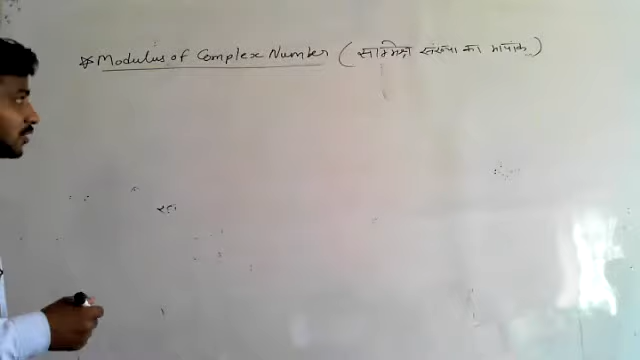 * Modulus of Complex Number (सम्मिश्र संख्या का मापांक)